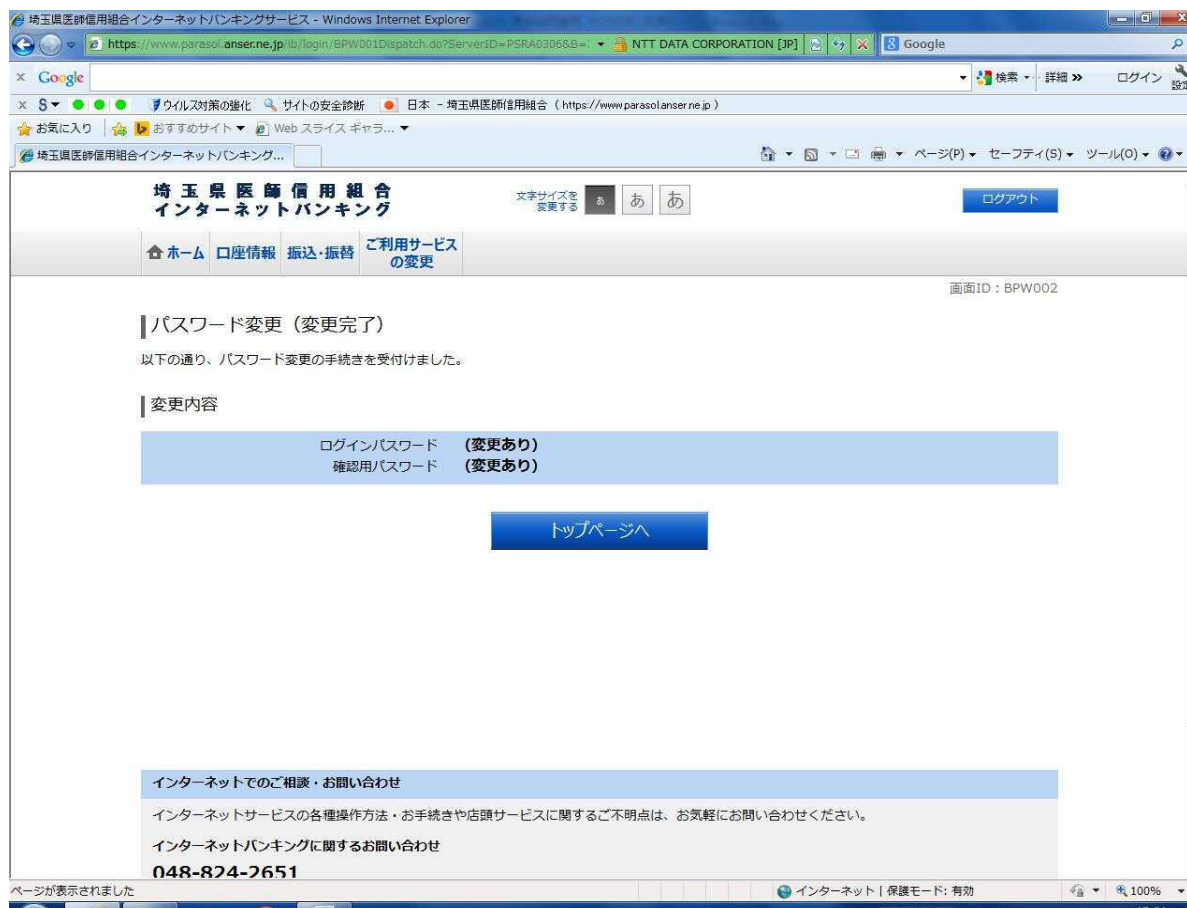 埼玉県医師信用組合インターネットバンキングサービス - Windows Internet Explorer
https://www.parasol.anser.ne.jp/ib/login/BPW001Dispatch.do?ServerID=PSRA0306&B= NTT DATA CORPORATION [JP] Google
x Google 検索 詳細 » ログイン
x ウイルス対策の強化 サイトの安全診断 日本 - 埼玉県医師信用組合 ( https://www.parasol.anser.ne.jp )
お気に入り おすすめサイト Web スライス ギャラ...
埼玉県医師信用組合インターネットバンキング... ページ(P) セーフティ(S) ツール(O)
埼玉県医師信用組合
インターネットバンキング
文字サイズを
変更する
あ あ あ
ログアウト
ホーム 口座情報 振込・振替 ご利用サービス
の変更
画面ID：BPW002
パスワード変更（変更完了）
以下の通り、パスワード変更の手続きを受付けました。
変更内容
ログインパスワード (変更あり)
確認用パスワード (変更あり)
トップページへ
インターネットでのご相談・お問い合わせ
インターネットサービスの各種操作方法・お手続きや店頭サービスに関するご不明点は、お気軽にお問い合わせください。
インターネットバンキングに関するお問い合わせ
048-824-2651
ページが表示されました インターネット | 保護モード: 有効 100%